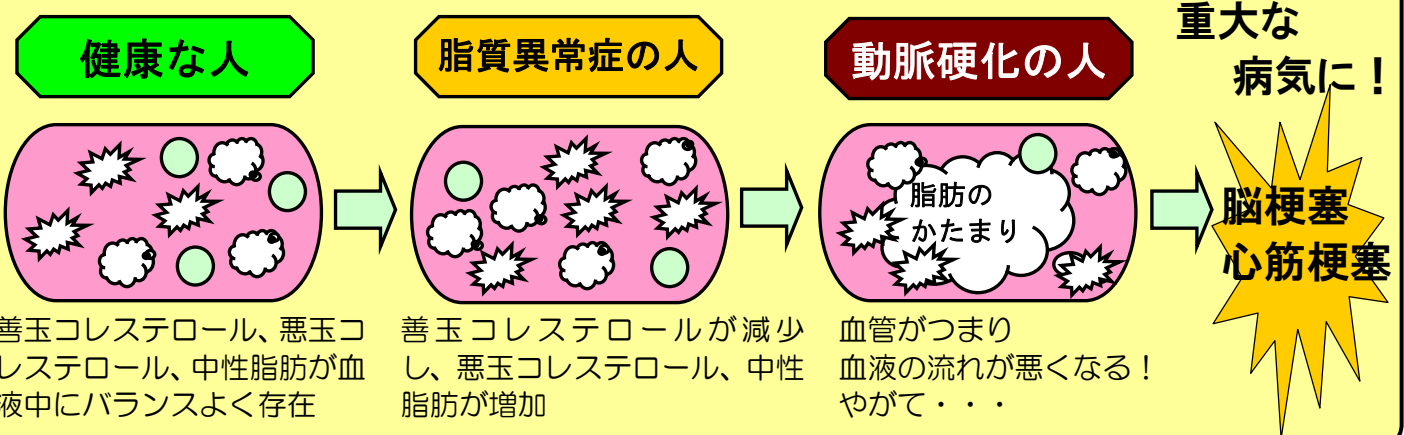 健康な人
善玉コレステロール、悪玉コ
レステロール、中性脂肪が血
液中にバランスよく存在
脂質異常症の人
善玉コレステロールが減少
し、悪玉コレステロール、中性
脂肪が増加
動脈硬化の人
脂肪の
かたまり
血管がつまり
血液の流れが悪くなる！
やがて・・・
重大な
病気に！
脳梗塞
心筋梗塞